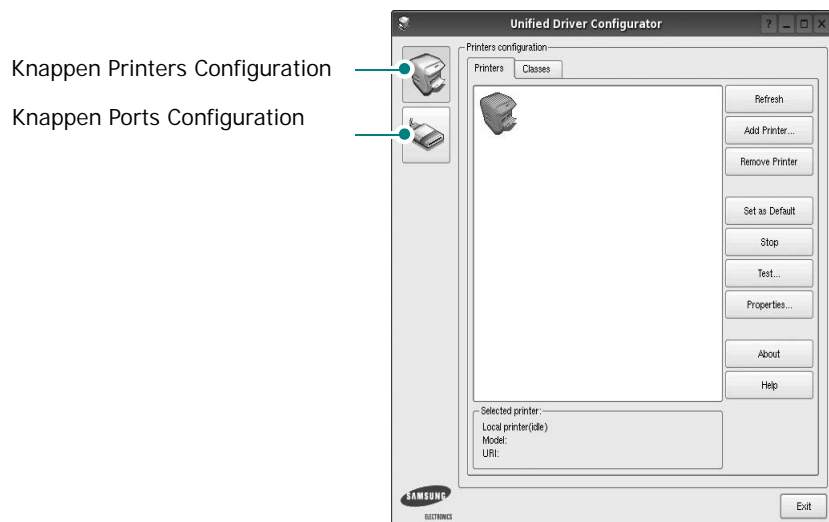 Unified Driver Configurator
Knappen Printers Configuration
Knappen Ports Configuration
Printers configuration
Printers
Classes
Refresh
Add Printer...
Remove Printer
Set as Default
Stop
Test...
Properties...
About
Help
Selected printer:
Local printer(idle)
Model:
URI:
SAMSUNG
ELECTRONICS
Exit